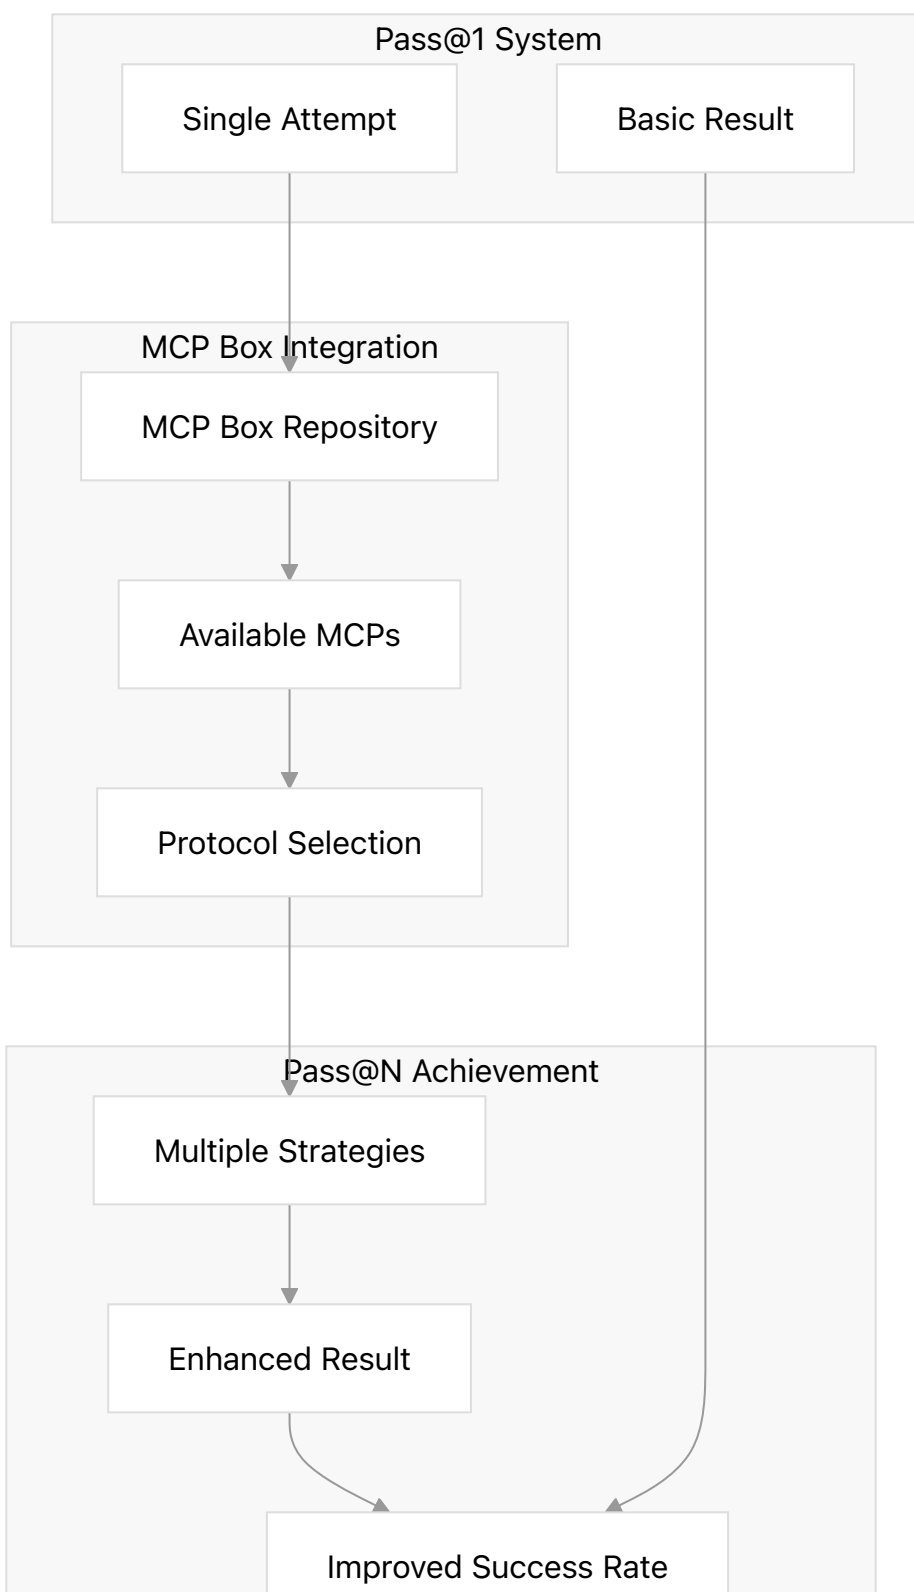 Pass@1 System
Single Attempt
Basic Result
MCP Box Integration
MCP Box Repository
Available MCPs
Protocol Selection
Pass@N Achievement
Multiple Strategies
Enhanced Result
Improved Success Rate